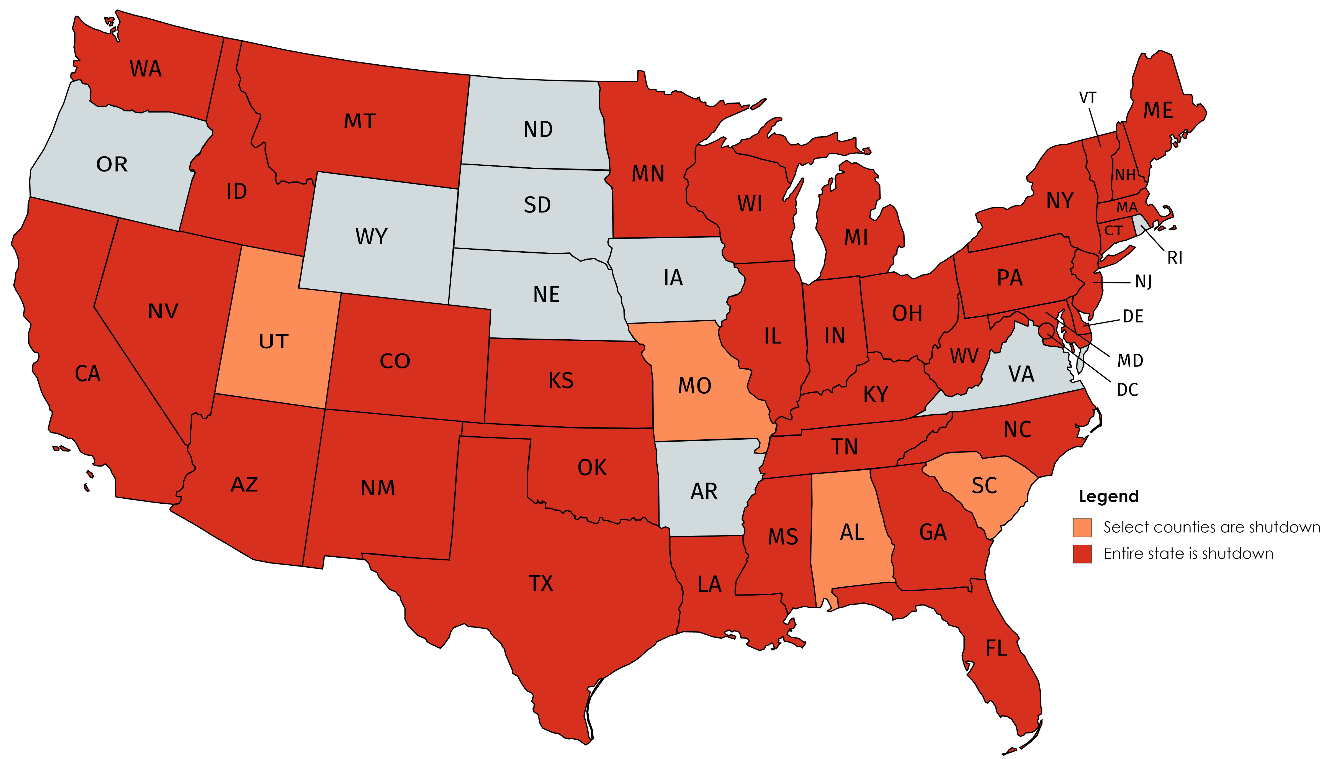 WA
MT
ND
MN
ME
VT
OR
ID
SD
WI
NH
NY
MA
WY
MI
CT
RI
IA
PA
NJ
NE
NV
OH
DE
UT
IL
IN
CO
WV
MD
CA
KS
MO
VA
DC
KY
NC
TN
OK
AZ
NM
AR
SC
Legend
Select counties are shutdown
MS
AL
GA
Entire state is shutdown
TX
LA
FL